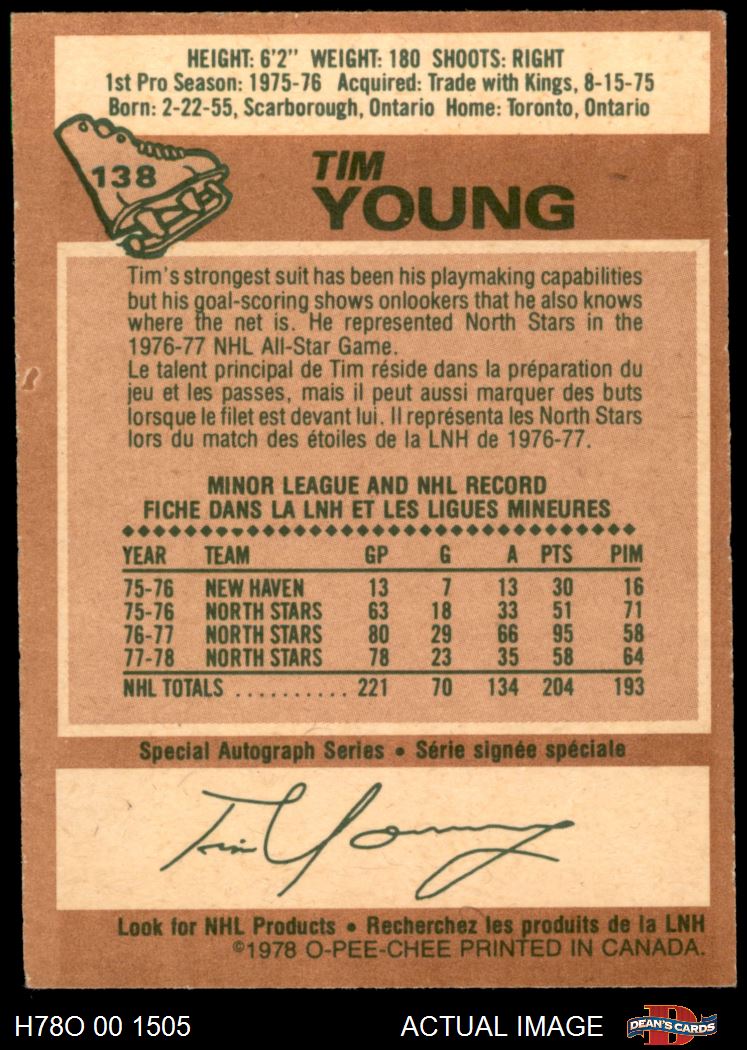 HEIGHT: 6'2" WEIGHT: 180 SHOOTS: RIGHT
1st Pro Season: 1975-76 Acquired: Trade with Kings, 8-15-75
Born: 2-22-55, Scarborough, Ontario Home: Toronto, Ontario
138
TIM
YOUNG
Tim's strongest suit has been his playmaking capabilities
but his goal-scoring shows onlookers that he also knows
where the net is. He represented North Stars in the
1976-77 NHL All-Star Game.
Le talent principal de Tim réside dans la préparation du
jeu et les passes, mais il peut aussi marquer des buts
lorsque le filet est devant lui. Il représenta les North Stars
lors du match des étoiles de la LNH de 1976-77.
MINOR LEAGUE AND NHL RECORD
FICHE DANS LA LNH ET LES LIGUES MINEURES
YEAR TEAM GP G A PTS PIM
75-76 NEW HAVEN 13 7 13 30 16
75-76 NORTH STARS 63 18 33 51 71
76-77 NORTH STARS 80 29 66 95 58
77-78 NORTH STARS 78 23 35 58 64
NHL TOTALS .......... 221 70 134 204 193
Special Autograph Series • Série signée spéciale
Tim Young
Look for NHL Products • Recherchez les produits de la LNH
©1978 O-PEE-CHEE PRINTED IN CANADA.
H78O 00 1505 ACTUAL IMAGE DEAN'S CARDS